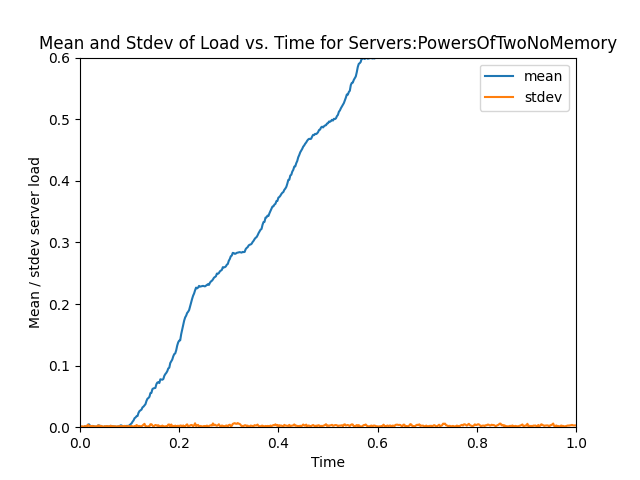 Mean and Stdev of Load vs. Time for Servers:PowersOfTwoNoMemory
0.6
0.5
0.4
0.3
0.2
0.1
0.0
Mean / stdev server load
mean
stdev
0.0 0.2 0.4 0.6 0.8 1.0
Time